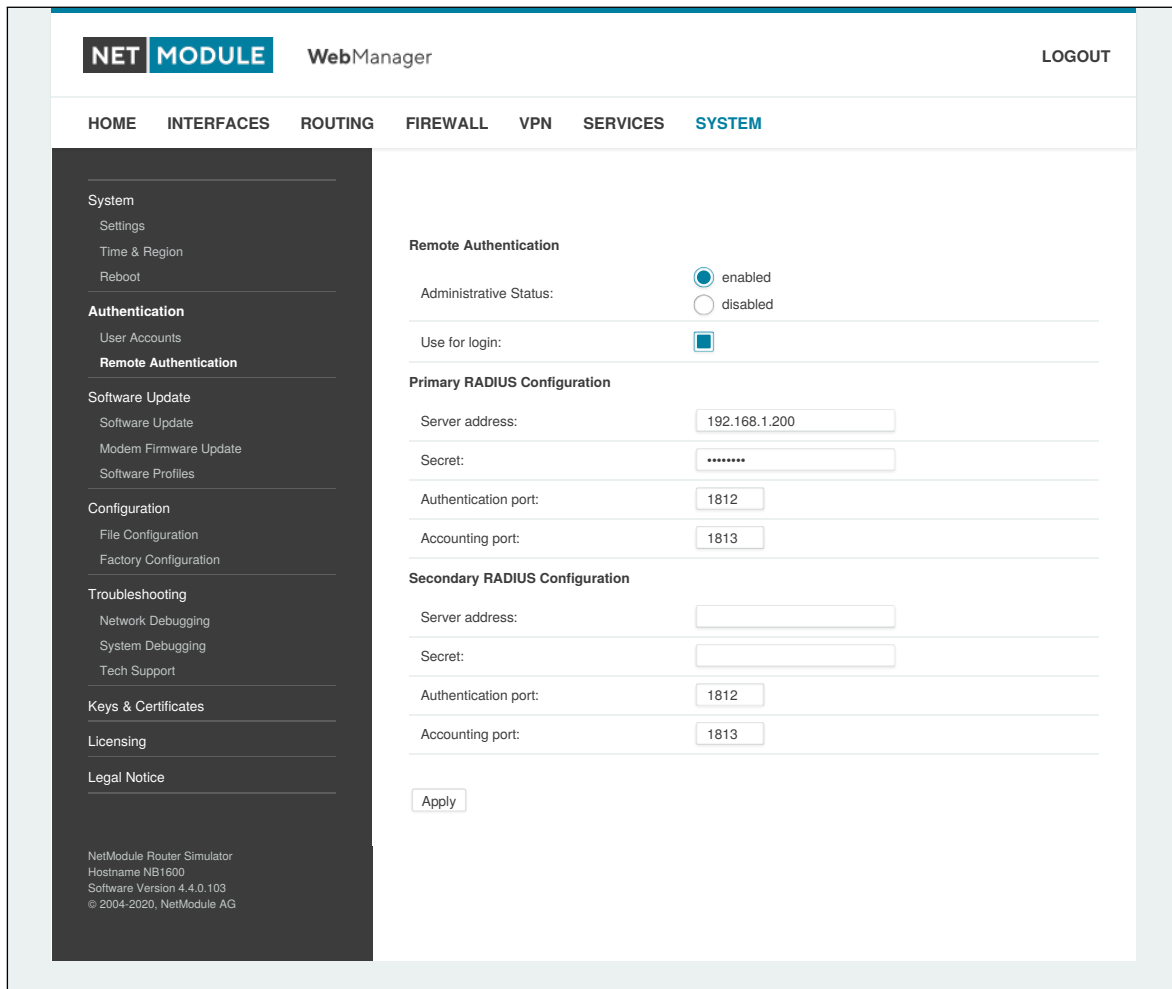 NET MODULE WebManager LOGOUT
HOME INTERFACES ROUTING FIREWALL VPN SERVICES SYSTEM
System
Settings
Time & Region
Reboot
Authentication
User Accounts
Remote Authentication
Software Update
Software Update
Modem Firmware Update
Software Profiles
Configuration
File Configuration
Factory Configuration
Troubleshooting
Network Debugging
System Debugging
Tech Support
Keys & Certificates
Licensing
Legal Notice
NetModule Router Simulator
Hostname NB1600
Software Version 4.4.0.103
© 2004-2020, NetModule AG
Remote Authentication
Administrative Status:
enabled
disabled
Use for login:
Primary RADIUS Configuration
Server address: 192.168.1.200
Secret: ••••••••
Authentication port: 1812
Accounting port: 1813
Secondary RADIUS Configuration
Server address:
Secret:
Authentication port: 1812
Accounting port: 1813
Apply